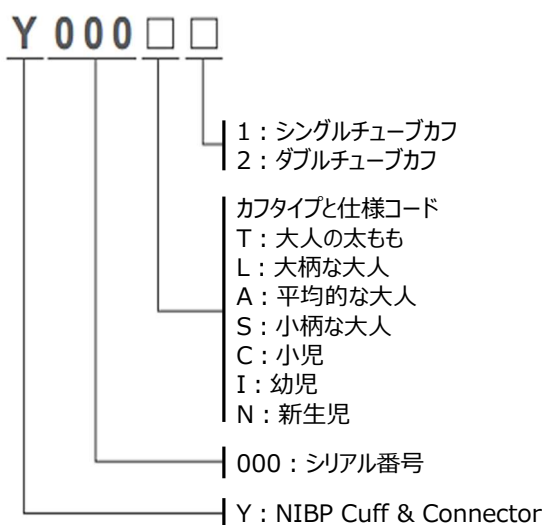 Y 000 □ □
1：シングルチューブカフ
2：ダブルチューブカフ
カフタイプと仕様コード
T：大人の太もも
L：大柄な大人
A：平均的な大人
S：小柄な大人
C：小児
I：幼児
N：新生児
000：シリアル番号
Y：NIBP Cuff & Connector